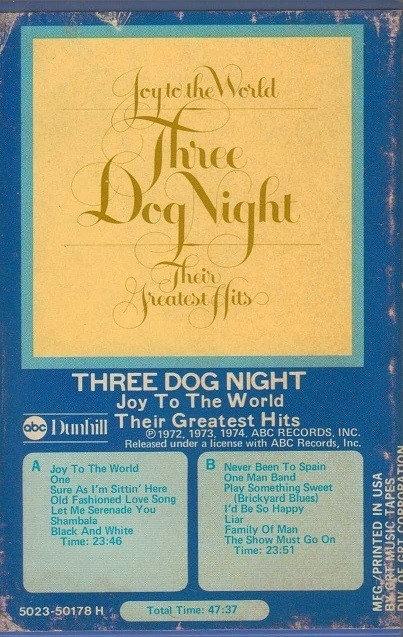 Joy to the World
Three
Dog Night
Their
Greatest Hits
THREE DOG NIGHT
Joy To The World
Their Greatest Hits
abc Dunhill
℗1972, 1973, 1974, ABC RECORDS, INC.
Released under a license with ABC Records, Inc.
A
Joy To The World
One
Sure As I'm Sittin' Here
Old Fashioned Love Song
Let Me Serenade You
Shambala
Black And White
Time: 23:46
B
Never Been To Spain
One Man Band
Play Something Sweet
(Brickyard Blues)
I'd Be So Happy
Liar
Family Of Man
The Show Must Go On
Time: 23:51
5023-50178 H
Total Time: 47:37
MFG./PRINTED IN USA
BY GRT MUSIC TAPES
DIV. OF GRT CORPORATION